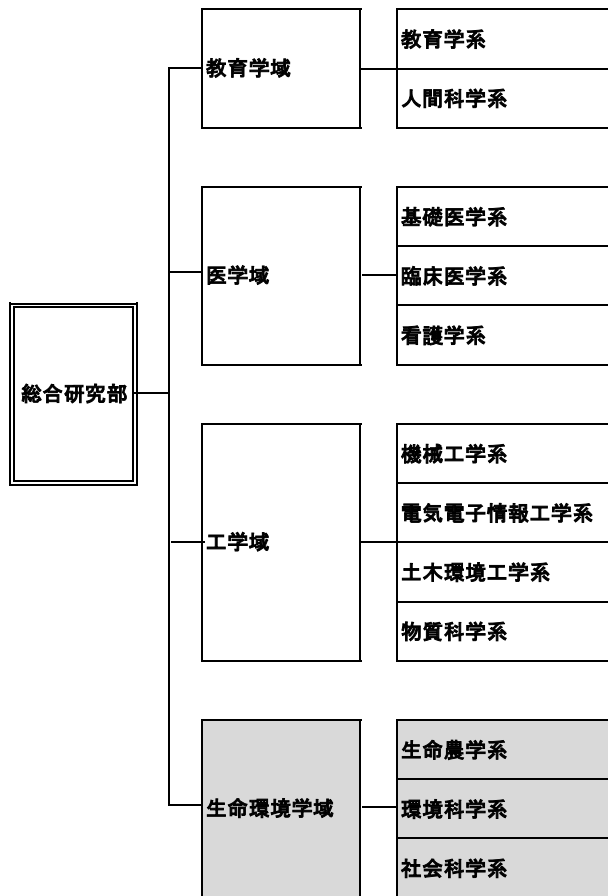 総合研究部
教育学域
教育学系
人間科学系
医学域
基礎医学系
臨床医学系
看護学系
工学域
機械工学系
電気電子情報工学系
土木環境工学系
物質科学系
生命環境学域
生命農学系
環境科学系
社会科学系